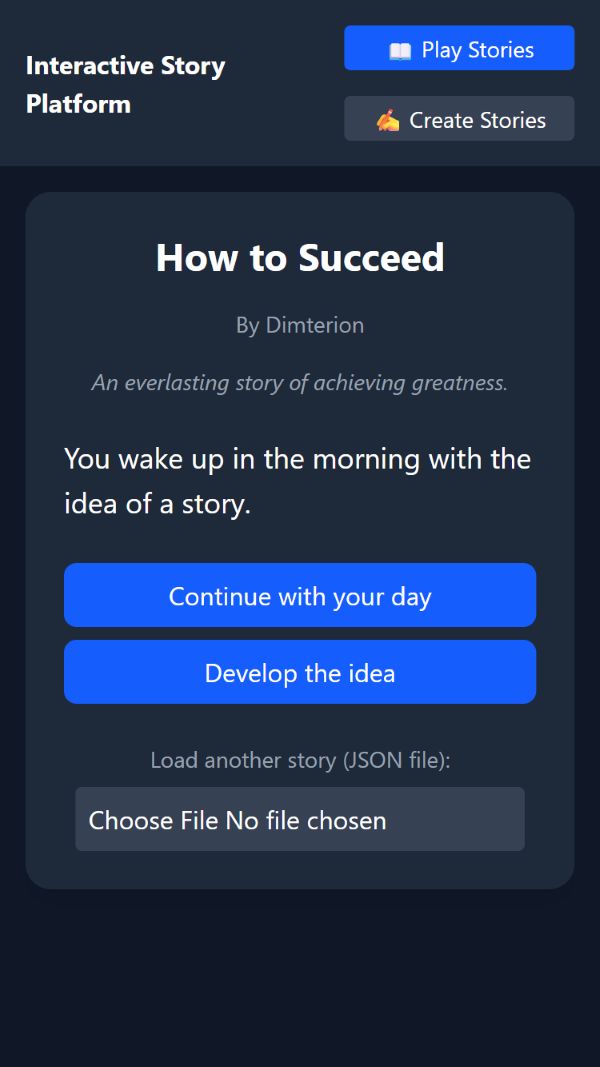 Interactive Story
Platform
📖 Play Stories
✍️ Create Stories
How to Succeed
By Dimterion
An everlasting story of achieving greatness.
You wake up in the morning with the
idea of a story.
Continue with your day
Develop the idea
Load another story (JSON file):
Choose File No file chosen